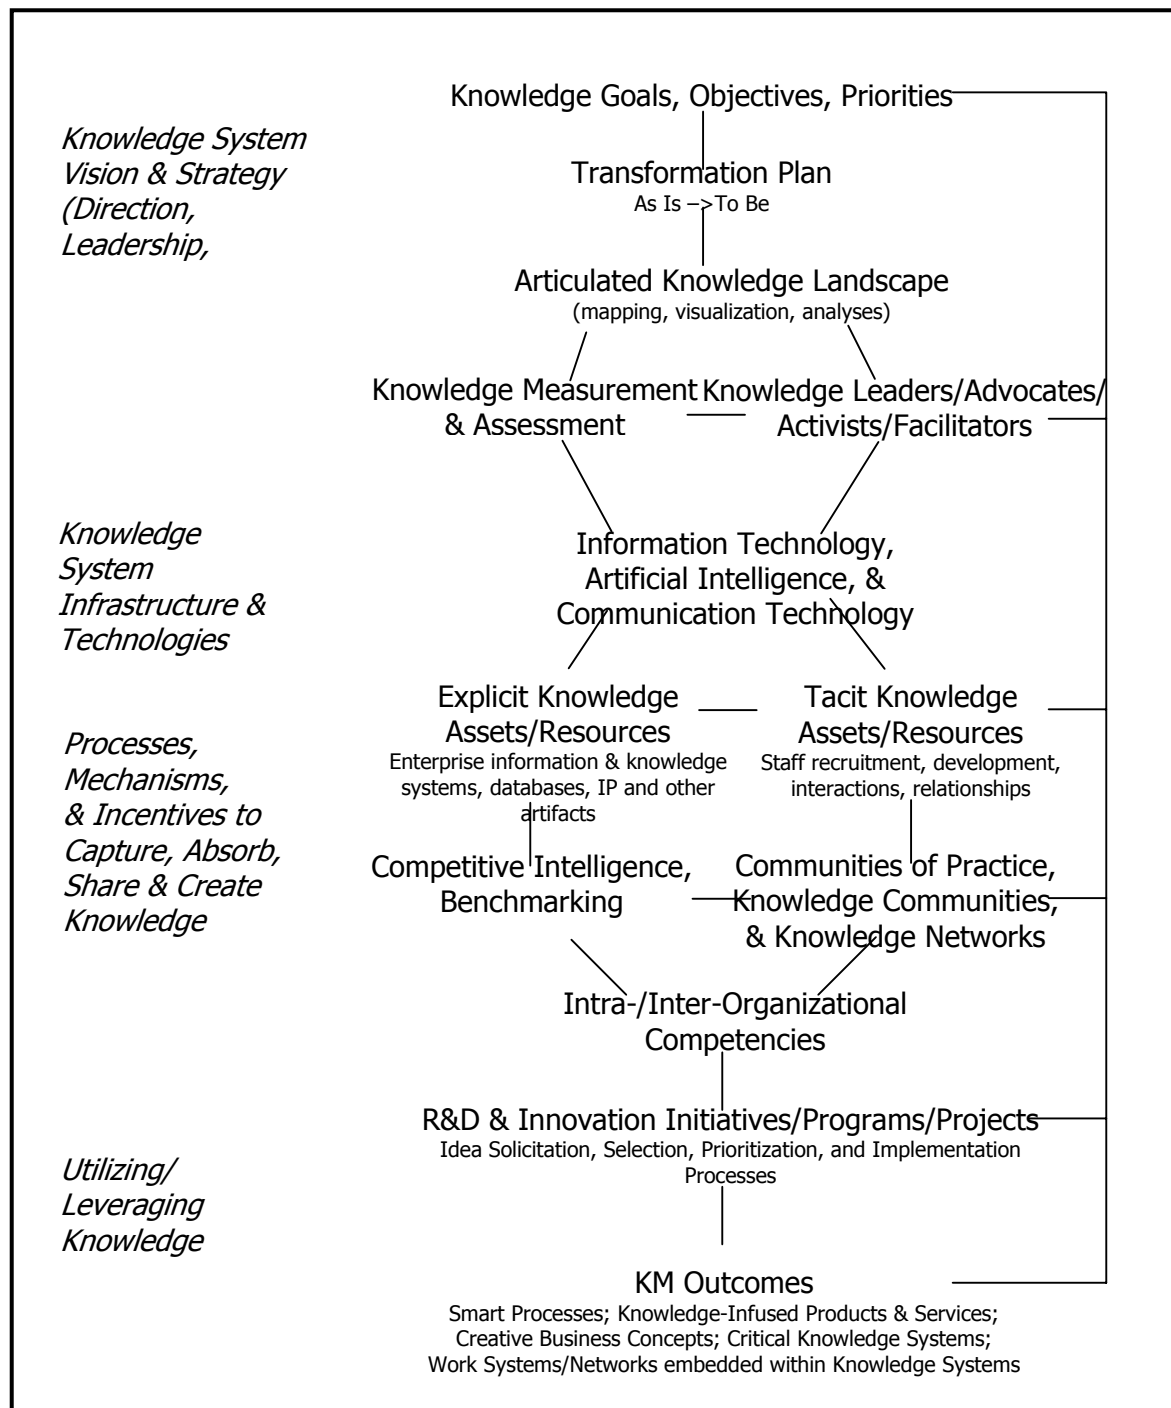 Knowledge Goals, Objectives, Priorities
Knowledge System
Vision & Strategy
(Direction,
Leadership,
Transformation Plan
As Is –>To Be
Articulated Knowledge Landscape
(mapping, visualization, analyses)
Knowledge Measurement
& Assessment
Knowledge Leaders/Advocates/
Activists/Facilitators
Knowledge
System
Infrastructure &
Technologies
Information Technology,
Artificial Intelligence, &
Communication Technology
Explicit Knowledge
Assets/Resources
Enterprise information & knowledge
systems, databases, IP and other
artifacts
Tacit Knowledge
Assets/Resources
Staff recruitment, development,
interactions, relationships
Processes,
Mechanisms,
& Incentives to
Capture, Absorb,
Share & Create
Knowledge
Competitive Intelligence,
Benchmarking
Communities of Practice,
Knowledge Communities,
& Knowledge Networks
Intra-/Inter-Organizational
Competencies
R&D & Innovation Initiatives/Programs/Projects
Idea Solicitation, Selection, Prioritization, and Implementation
Processes
Utilizing/
Leveraging
Knowledge
KM Outcomes
Smart Processes; Knowledge-Infused Products & Services;
Creative Business Concepts; Critical Knowledge Systems;
Work Systems/Networks embedded within Knowledge Systems